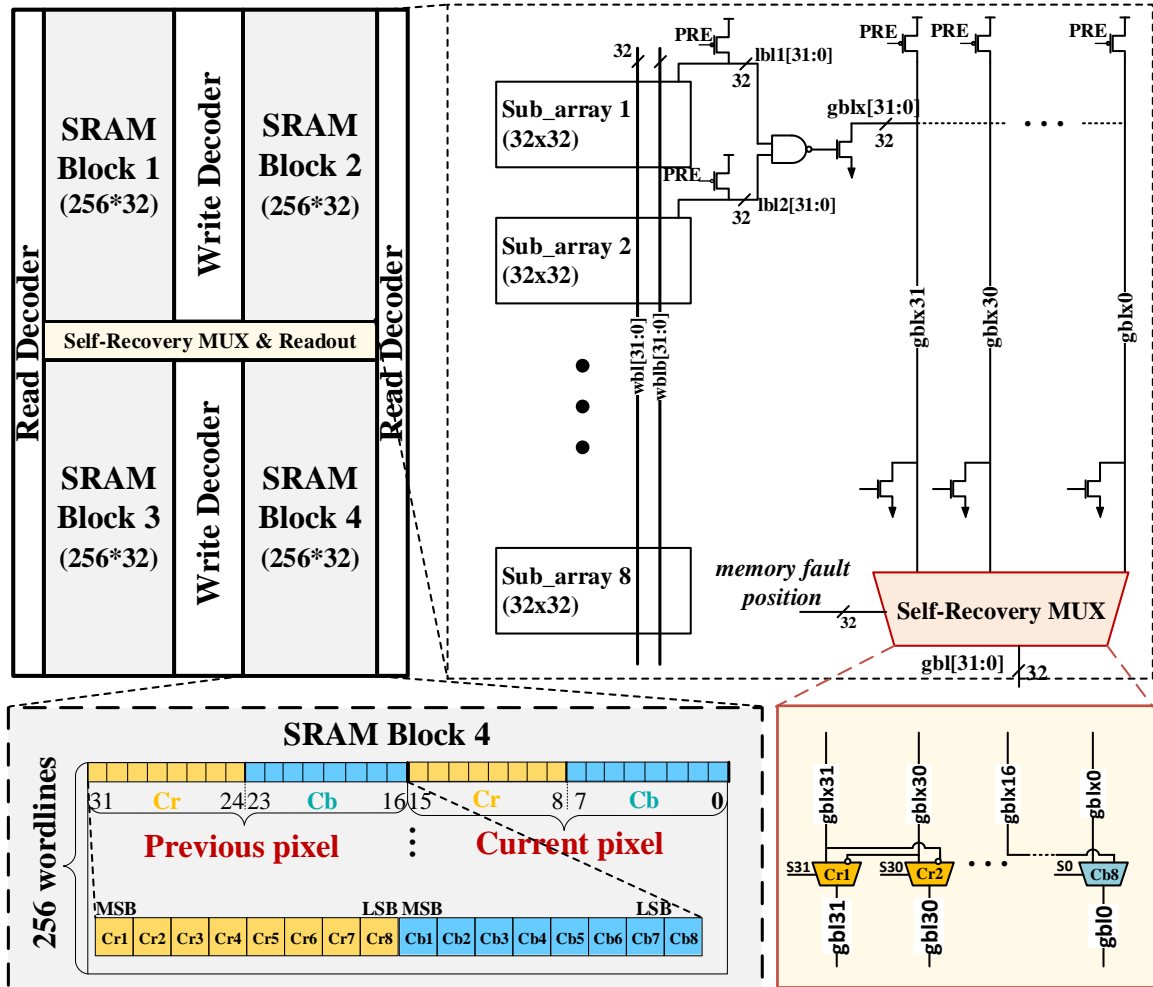 Read Decoder
SRAM
Block 1
(256*32)
Write Decoder
SRAM
Block 2
(256*32)
Read Decoder
Self-Recovery MUX & Readout
SRAM
Block 3
(256*32)
Write Decoder
SRAM
Block 4
(256*32)
32
PRE
lbl1[31:0]
32
Sub_array 1
(32x32)
PRE
lbl2[31:0]
32
Sub_array 2
(32x32)
wbl[31:0]
wblb[31:0]
Sub_array 8
(32x32)
gblx[31:0]
32
PRE
PRE
PRE
gblx31
gblx30
gblx0
memory fault
position
32
Self-Recovery MUX
gbl[31:0]
32
SRAM Block 4
256 wordlines
31 Cr 24 23 Cb 16 15 Cr 8 7 Cb 0
Previous pixel
Current pixel
MSB LSB MSB LSB
Cr1 Cr2 Cr3 Cr4 Cr5 Cr6 Cr7 Cr8 Cb1 Cb2 Cb3 Cb4 Cb5 Cb6 Cb7 Cb8
gblx31
gblx30
gblx16
gblx0
S31 Cr1
S30 Cr2
S0 Cb8
gbl31
gbl30
gbl0